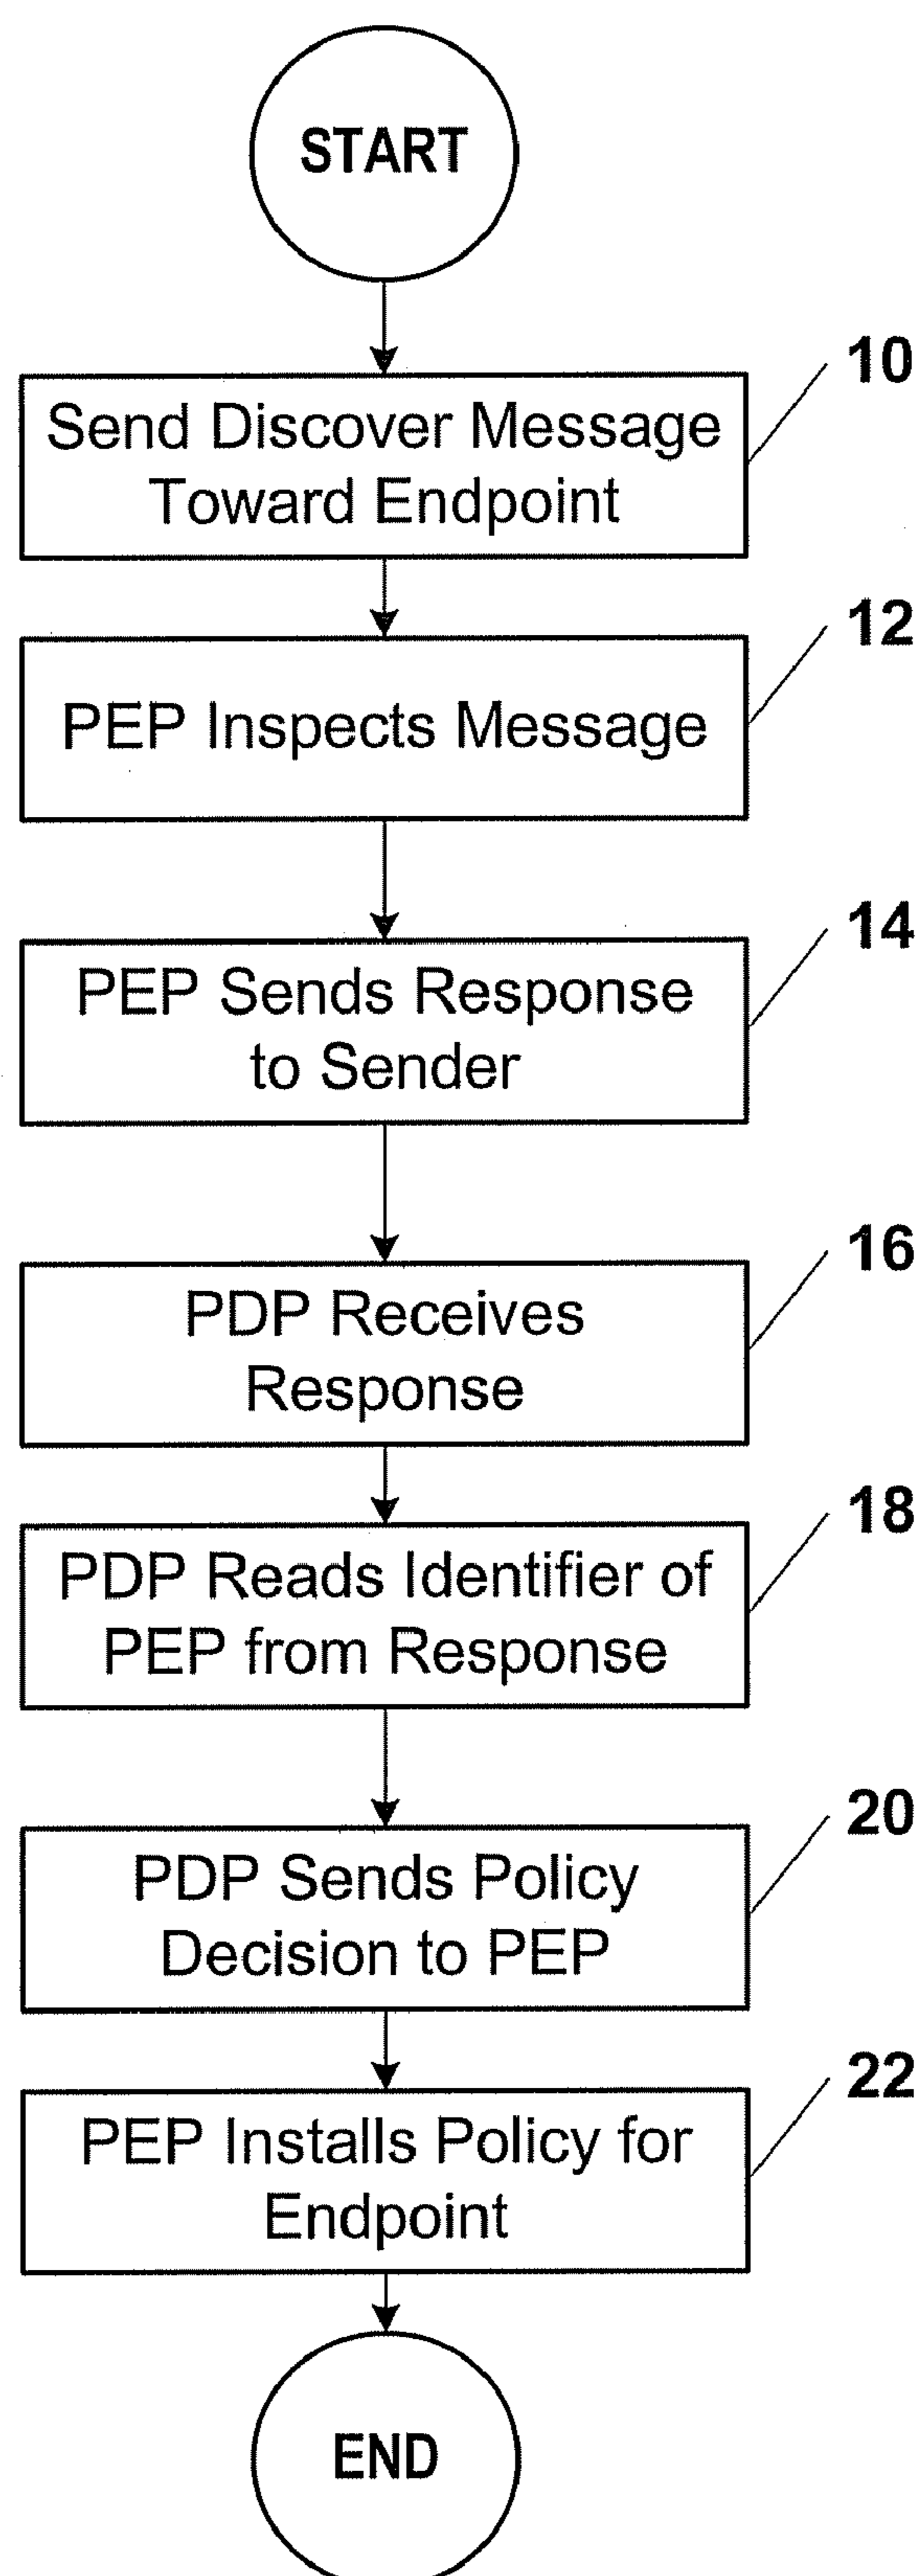 START
10
Send Discover Message
Toward Endpoint
12
PEP Inspects Message
14
PEP Sends Response
to Sender
16
PDP Receives
Response
18
PDP Reads Identifier of
PEP from Response
20
PDP Sends Policy
Decision to PEP
22
PEP Installs Policy for
Endpoint
END